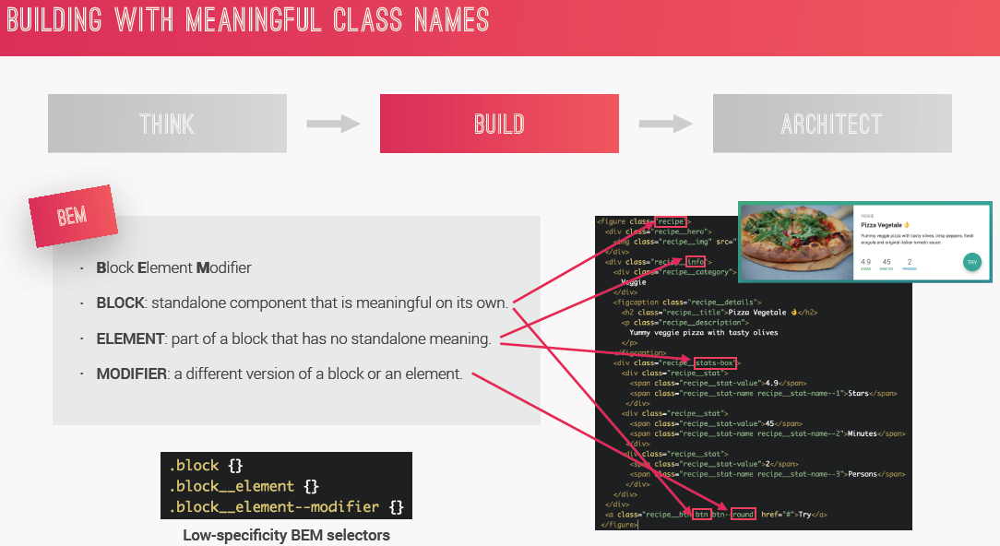 BUILDING WITH MEANINGFUL CLASS NAMES
THINK
BUILD
ARCHITECT
BEM
· Block Element Modifier
· BLOCK: standalone component that is meaningful on its own.
· ELEMENT: part of a block that has no standalone meaning.
· MODIFIER: a different version of a block or an element.
.block {}
.block__element {}
.block__element--modifier {}
Low-specificity BEM selectors
<figure class="recipe">
<div class="recipe__hero">
<img class="recipe__img" src="
</div>
<div class="recipe__info">
<div class="recipe__category">
Veggie
</div>
<figcaption class="recipe__details">
<h2 class="recipe__title">Pizza Vegetale 👌</h2>
<p class="recipe__description">
Yummy veggie pizza with tasty olives
</p>
</figcaption>
<div class="recipe__stats-box">
<div class="recipe__stat">
<span class="recipe__stat-value">4.9</span>
<span class="recipe__stat-name recipe__stat-name--1">Stars</span>
</div>
<div class="recipe__stat">
<span class="recipe__stat-value">45</span>
<span class="recipe__stat-name recipe__stat-name--2">Minutes</span>
</div>
<div class="recipe__stat">
<span class="recipe__stat-value">2</span>
<span class="recipe__stat-name recipe__stat-name--3">Persons</span>
</div>
</div>
</div>
<a class="recipe__btn btn btn--round" href="#">Try</a>
</figure>
VEGGIE
Pizza Vegetale 👌
Yummy veggie pizza with tasty olives, crisp peppers, fresh
arugula and original italian tomato sauce.
4.9 45 2
STARS MINUTES PERSONS
TRY